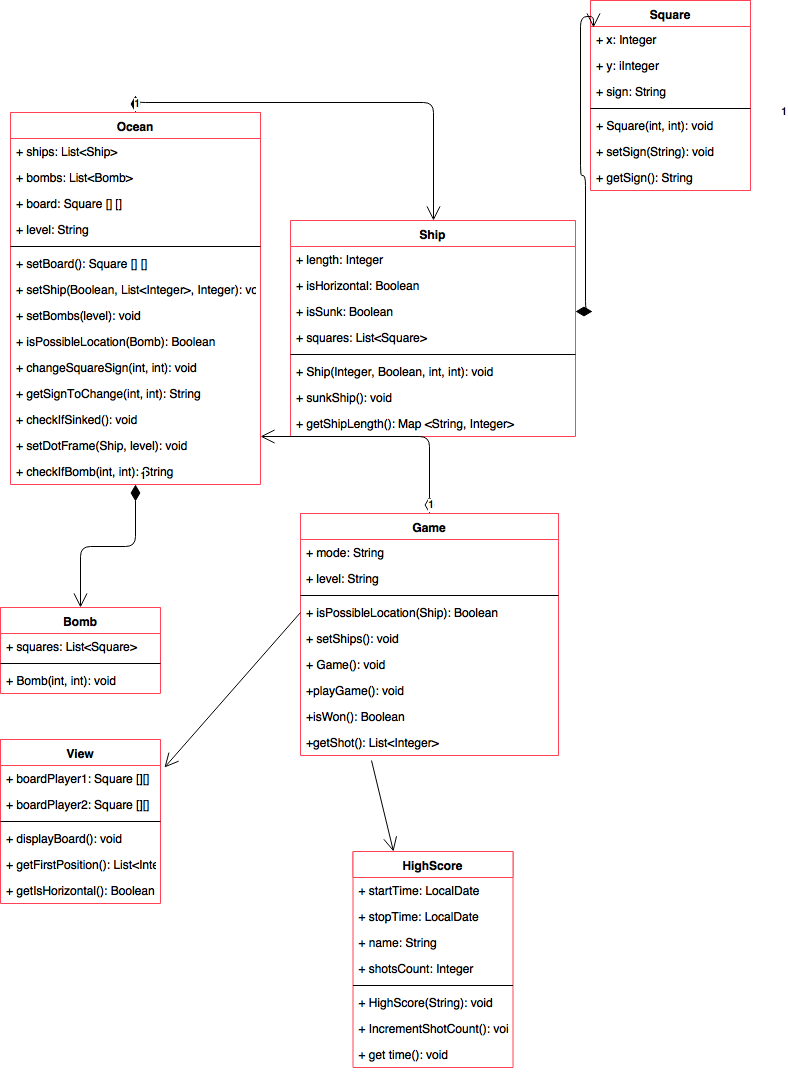 Square
+ x: Integer
+ y: iInteger
+ sign: String
+ Square(int, int): void
+ setSign(String): void
+ getSign(): String
1
1
Ocean
+ ships: List<Ship>
+ bombs: List<Bomb>
+ board: Square [] []
+ level: String
+ setBoard(): Square [] []
+ setShip(Boolean, List<Integer>, Integer): vc
+ setBombs(level): void
+ isPossibleLocation(Bomb): Boolean
+ changeSquareSign(int, int): void
+ getSignToChange(int, int): String
+ checkIfSinked(): void
+ setDotFrame(Ship, level): void
+ checkIfBomb(int, int): String
Ship
+ length: Integer
+ isHorizontal: Boolean
+ isSunk: Boolean
+ squares: List<Square>
+ Ship(Integer, Boolean, int, int): void
+ sunkShip(): void
+ getShipLength(): Map <String, Integer>
1
Game
+ mode: String
+ level: String
+ isPossibleLocation(Ship): Boolean
+ setShips(): void
+ Game(): void
+playGame(): void
+isWon(): Boolean
+getShot(): List<Integer>
Bomb
+ squares: List<Square>
+ Bomb(int, int): void
View
+ boardPlayer1: Square [][]
+ boardPlayer2: Square [][]
+ displayBoard(): void
+ getFirstPosition(): List<Inte
+ getIsHorizontal(): Boolean
HighScore
+ startTime: LocalDate
+ stopTime: LocalDate
+ name: String
+ shotsCount: Integer
+ HighScore(String): void
+ IncrementShotCount(): voi
+ get time(): void